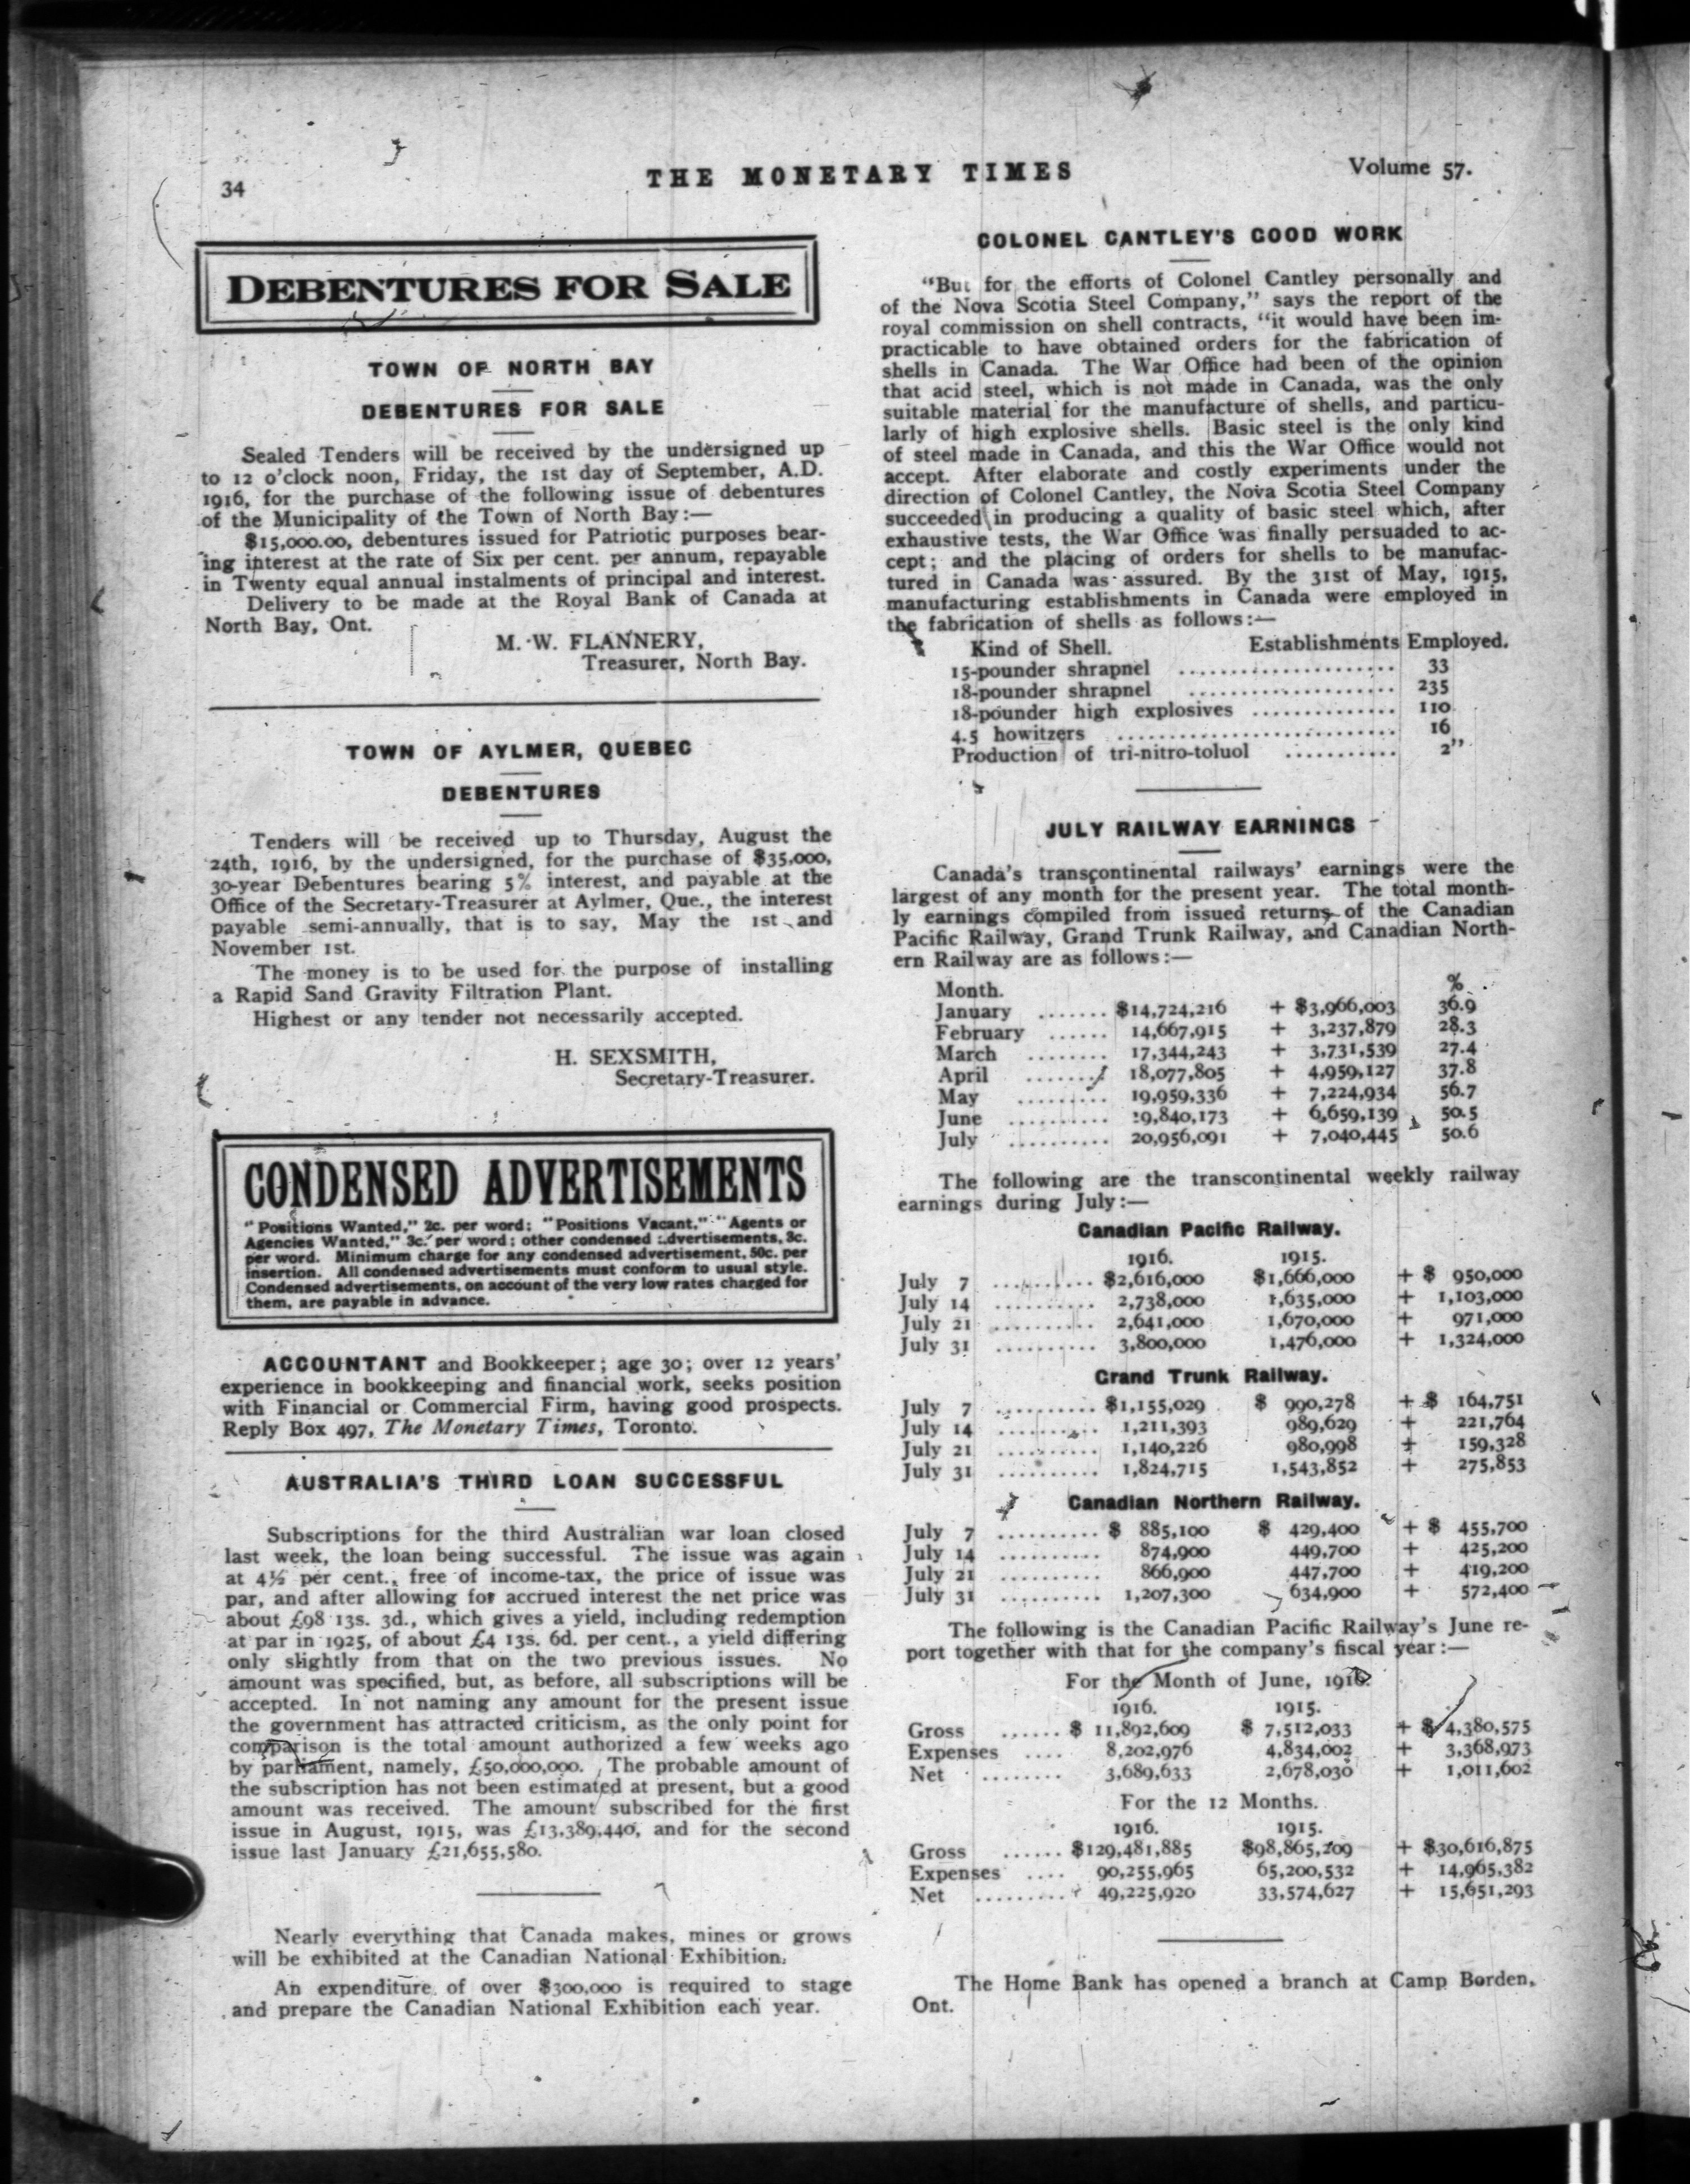 34
THE MONETARY TIMES
Volume 57.
DEBENTURES FOR SALE
TOWN OF NORTH BAY
DEBENTURES FOR SALE
Sealed Tenders will be received by the undersigned up
to 12 o'clock noon, Friday, the 1st day of September, A.D.
1916, for the purchase of the following issue of debentures
of the Municipality of the Town of North Bay:—
$15,000.00, debentures issued for Patriotic purposes bear-
ing interest at the rate of Six per cent. per annum, repayable
in Twenty equal annual instalments of principal and interest.
Delivery to be made at the Royal Bank of Canada at
North Bay, Ont.
M. W. FLANNERY,
Treasurer, North Bay.
TOWN OF AYLMER, QUEBEC
DEBENTURES
Tenders will be received up to Thursday, August the
24th, 1916, by the undersigned, for the purchase of $35,000,
30-year Debentures bearing 5% interest, and payable at the
Office of the Secretary-Treasurer at Aylmer, Que., the interest
payable semi-annually, that is to say, May the 1st and
November 1st.
The money is to be used for the purpose of installing
a Rapid Sand Gravity Filtration Plant.
Highest or any tender not necessarily accepted.
H. SEXSMITH,
Secretary-Treasurer.
CONDENSED ADVERTISEMENTS
"Positions Wanted," 2c. per word; "Positions Vacant," "Agents or
Agencies Wanted," 3c. per word; other condensed advertisements, 3c.
per word. Minimum charge for any condensed advertisement, 50c. per
insertion. All condensed advertisements must conform to usual style.
Condensed advertisements, on account of the very low rates charged for
them, are payable in advance.
ACCOUNTANT and Bookkeeper; age 30; over 12 years'
experience in bookkeeping and financial work, seeks position
with Financial or Commercial Firm, having good prospects.
Reply Box 497, The Monetary Times, Toronto.
AUSTRALIA'S THIRD LOAN SUCCESSFUL
Subscriptions for the third Australian war loan closed
last week, the loan being successful. The issue was again
at 4½ per cent., free of income-tax, the price of issue was
par, and after allowing for accrued interest the net price was
about £98 13s. 3d., which gives a yield, including redemption
at par in 1925, of about £4 13s. 6d. per cent., a yield differing
only slightly from that on the two previous issues. No
amount was specified, but, as before, all subscriptions will be
accepted. In not naming any amount for the present issue
the government has attracted criticism, as the only point for
comparison is the total amount authorized a few weeks ago
by parliament, namely, £50,000,000. The probable amount of
the subscription has not been estimated at present, but a good
amount was received. The amount subscribed for the first
issue in August, 1915, was £13,389,440, and for the second
issue last January £21,655,580.
Nearly everything that Canada makes, mines or grows
will be exhibited at the Canadian National Exhibition.
An expenditure of over $300,000 is required to stage
and prepare the Canadian National Exhibition each year.
COLONEL CANTLEY'S GOOD WORK
"But for the efforts of Colonel Cantley personally and
of the Nova Scotia Steel Company," says the report of the
royal commission on shell contracts, "it would have been im-
practicable to have obtained orders for the fabrication of
shells in Canada. The War Office had been of the opinion
that acid steel, which is not made in Canada, was the only
suitable material for the manufacture of shells, and particu-
larly of high explosive shells. Basic steel is the only kind
of steel made in Canada, and this the War Office would not
accept. After elaborate and costly experiments under the
direction of Colonel Cantley, the Nova Scotia Steel Company
succeeded in producing a quality of basic steel which, after
exhaustive tests, the War Office was finally persuaded to ac-
cept; and the placing of orders for shells to be manufac-
tured in Canada was assured. By the 31st of May, 1915,
manufacturing establishments in Canada were employed in
the fabrication of shells as follows:—
Kind of Shell. Establishments Employed.
15-pounder shrapnel ..................... 33
18-pounder shrapnel .................... 235
18-pounder high explosives .............. 110
4.5 howitzers ........................... 16
Production of tri-nitro-toluol ........... 2"
JULY RAILWAY EARNINGS
Canada's transcontinental railways' earnings were the
largest of any month for the present year. The total month-
ly earnings compiled from issued returns of the Canadian
Pacific Railway, Grand Trunk Railway, and Canadian North-
ern Railway are as follows:—
Month. %
January ....... $14,724,216 + $3,966,003 36.9
February ...... 14,667,915 + 3,237,879 28.3
March ........ 17,344,243 + 3,731,539 27.4
April ....... 18,077,805 + 4,959,127 37.8
May ......... 19,959,336 + 7,224,934 56.7
June .......... 19,840,173 + 6,659,139 50.5
July .......... 20,956,091 + 7,040,445 50.6
The following are the transcontinental weekly railway
earnings during July:—
Canadian Pacific Railway.
1916. 1915.
July 7 .......... $2,616,000 $1,666,000 + $ 950,000
July 14 .......... 2,738,000 1,635,000 + 1,103,000
July 21 .......... 2,641,000 1,670,000 + 971,000
July 31 .......... 3,800,000 1,476,000 + 1,324,000
Grand Trunk Railway.
July 7 .......... $1,155,029 $ 990,278 + $ 164,751
July 14 .......... 1,211,393 989,629 + 221,764
July 21 .......... 1,140,226 980,998 + 159,328
July 31 .......... 1,824,715 1,543,852 + 275,853
Canadian Northern Railway.
July 7 .......... $ 885,100 $ 429,400 + $ 455,700
July 14 .......... 874,900 449,700 + 425,200
July 21 .......... 866,900 447,700 + 419,200
July 31 .......... 1,207,300 634,900 + 572,400
The following is the Canadian Pacific Railway's June re-
port together with that for the company's fiscal year:—
For the Month of June, 1916.
1916. 1915.
Gross ...... $ 11,892,609 $ 7,512,033 + $ 4,380,575
Expenses .... 8,202,976 4,834,002 + 3,368,973
Net ........ 3,689,633 2,678,030 + 1,011,602
For the 12 Months.
1916. 1915.
Gross ...... $129,481,885 $98,865,209 + $30,616,875
Expenses .... 90,255,965 65,200,532 + 14,965,382
Net ......... 49,225,920 33,574,627 + 15,651,293
The Home Bank has opened a branch at Camp Borden,
Ont.